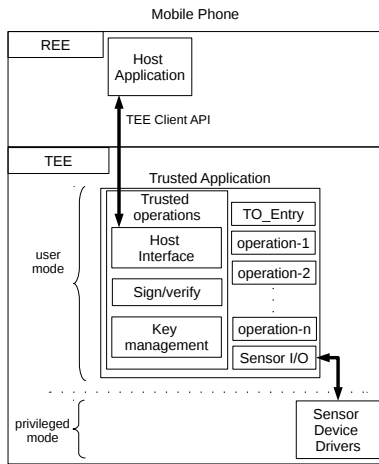 Mobile Phone
REE
Host
Application
TEE Client API
TEE
Trusted Application
Trusted
operations
TO_Entry
Host
Interface
operation-1
user
mode
operation-2
Sign/verify
Key
management
operation-n
Sensor I/O
privileged
mode
Sensor
Device
Drivers